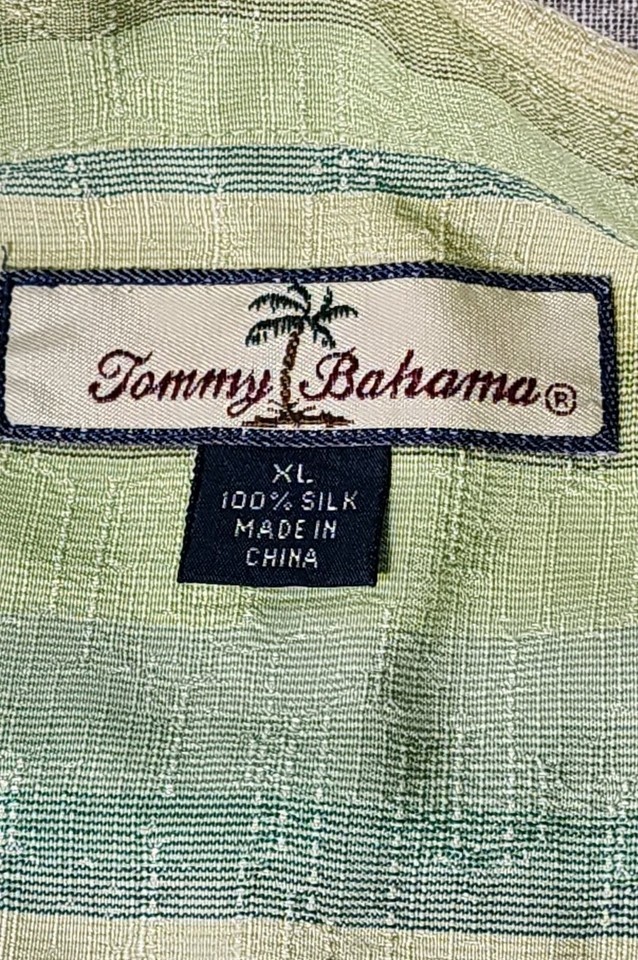 Tommy Bahama®
XL
100% SILK
MADE IN
CHINA